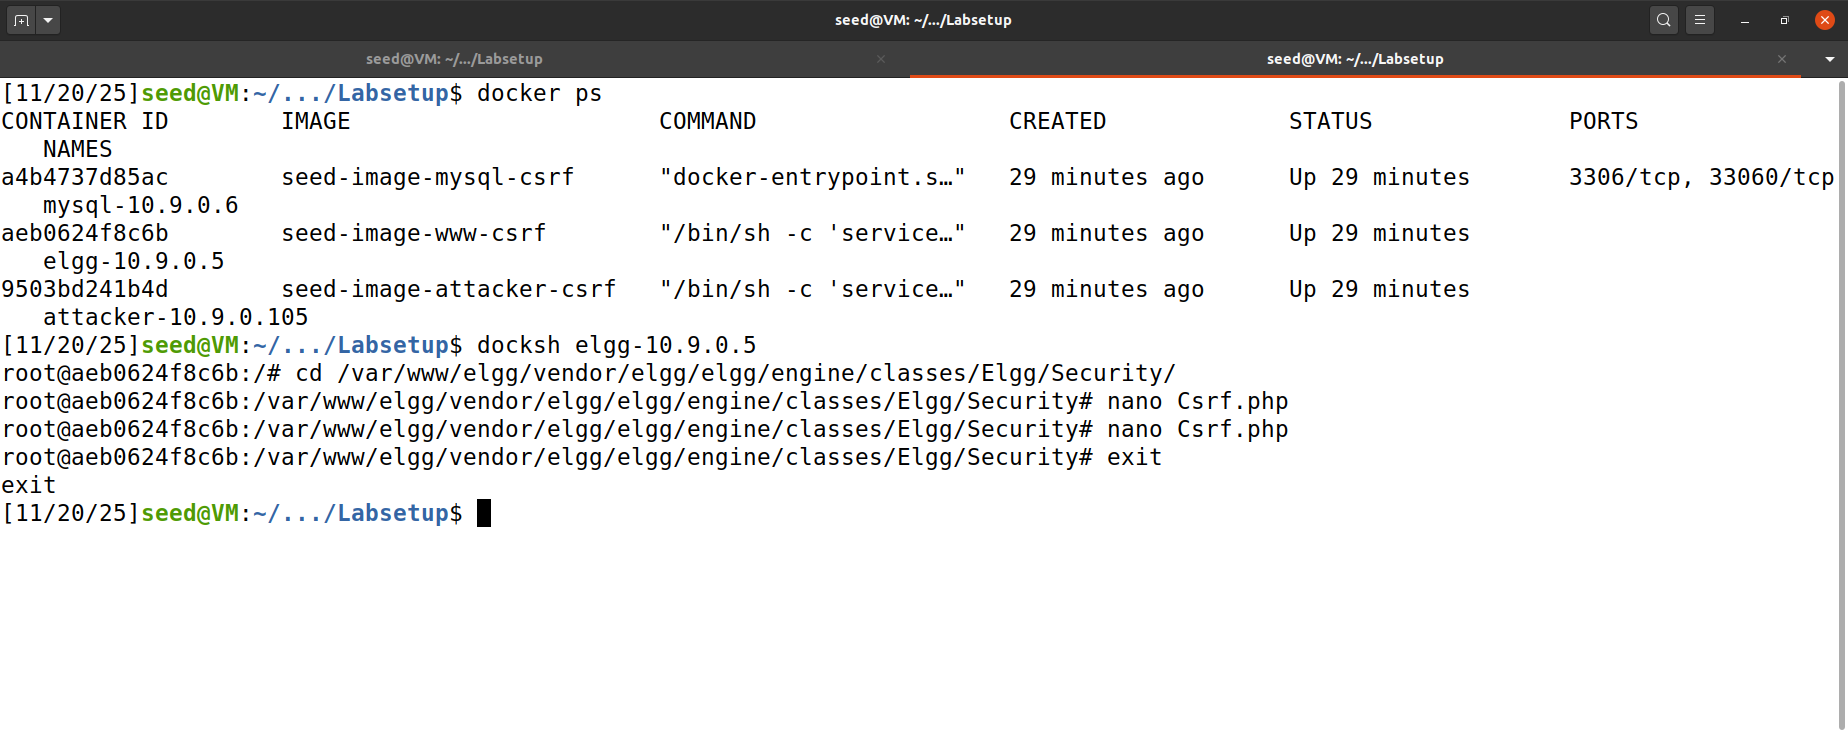 seed@VM: ~/.../Labsetup
seed@VM: ~/.../Labsetup × seed@VM: ~/.../Labsetup ×
[11/20/25]seed@VM:~/.../Labsetup$ docker ps
CONTAINER ID        IMAGE                      COMMAND                  CREATED             STATUS              PORTS
   NAMES
a4b4737d85ac        seed-image-mysql-csrf      "docker-entrypoint.s…"   29 minutes ago      Up 29 minutes       3306/tcp, 33060/tcp
   mysql-10.9.0.6
aeb0624f8c6b        seed-image-www-csrf        "/bin/sh -c 'service…"   29 minutes ago      Up 29 minutes
   elgg-10.9.0.5
9503bd241b4d        seed-image-attacker-csrf   "/bin/sh -c 'service…"   29 minutes ago      Up 29 minutes
   attacker-10.9.0.105
[11/20/25]seed@VM:~/.../Labsetup$ docksh elgg-10.9.0.5
root@aeb0624f8c6b:/# cd /var/www/elgg/vendor/elgg/elgg/engine/classes/Elgg/Security/
root@aeb0624f8c6b:/var/www/elgg/vendor/elgg/elgg/engine/classes/Elgg/Security# nano Csrf.php
root@aeb0624f8c6b:/var/www/elgg/vendor/elgg/elgg/engine/classes/Elgg/Security# nano Csrf.php
root@aeb0624f8c6b:/var/www/elgg/vendor/elgg/elgg/engine/classes/Elgg/Security# exit
exit
[11/20/25]seed@VM:~/.../Labsetup$